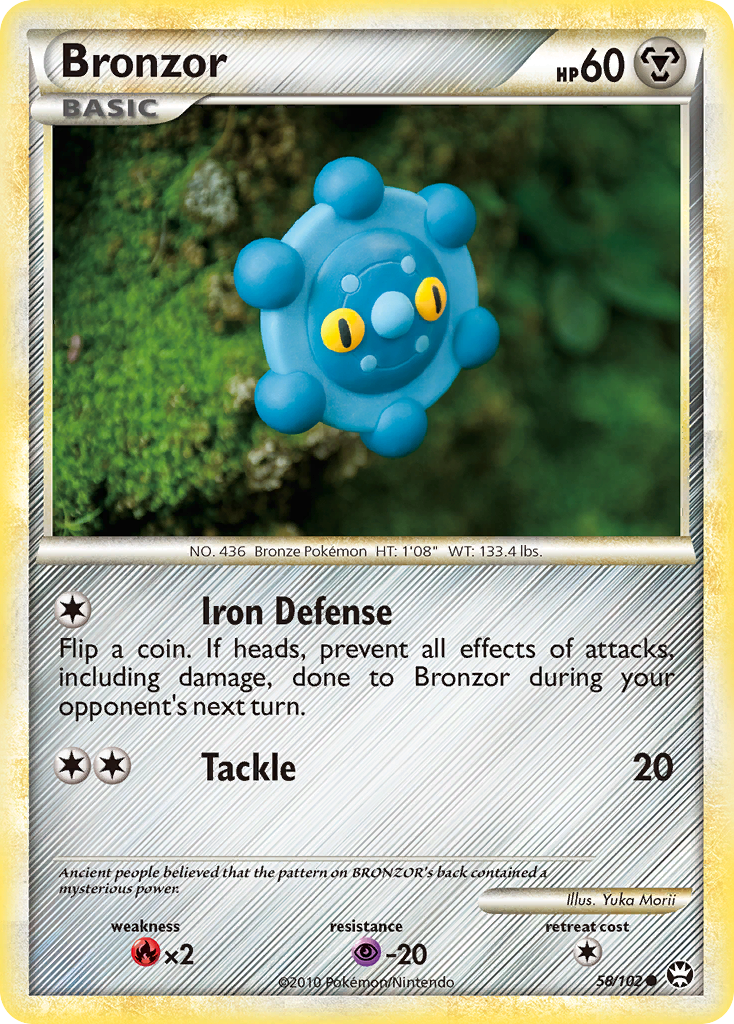 Bronzor
HP60
BASIC
NO. 436 Bronze Pokémon HT: 1'08" WT: 133.4 lbs.
Iron Defense
Flip a coin. If heads, prevent all effects of attacks,
including damage, done to Bronzor during your
opponent's next turn.
Tackle 20
Ancient people believed that the pattern on BRONZOR's back contained a
mysterious power.
Illus. Yuka Morii
weakness resistance retreat cost
×2 -20
©2010 Pokémon/Nintendo 58/102